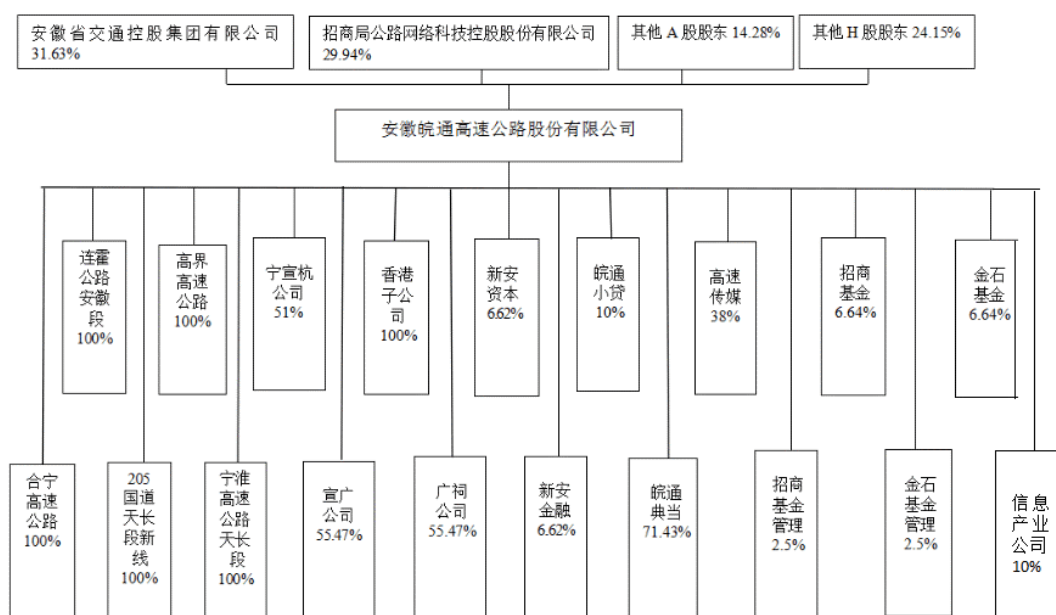 安徽省交通控股集团有限公司
31.63%
招商局公路网络科技控股股份有限公司
29.94%
其他 A 股股东 14.28%
其他 H 股股东 24.15%
安徽皖通高速公路股份有限公司
连霍
公路
安徽
段
100%
高界
高速
公路
100%
宁宣杭
公司
51%
香港
子公
司
100%
新安
资本
6.62%
皖通
小贷
10%
高速
传媒
38%
招商
基金
6.64%
金石
基金
6.64%
合宁
高速
公路
100%
205
国道
天长
段新
线
100%
宁淮
高速
公路
天长
段
100%
宣广
公司
55.47%
广祠
公司
55.47%
新安
金融
6.62%
皖通
典当
71.43%
招商
基金
管理
2.5%
金石
基金
管理
2.5%
信息
产业
公司
10%